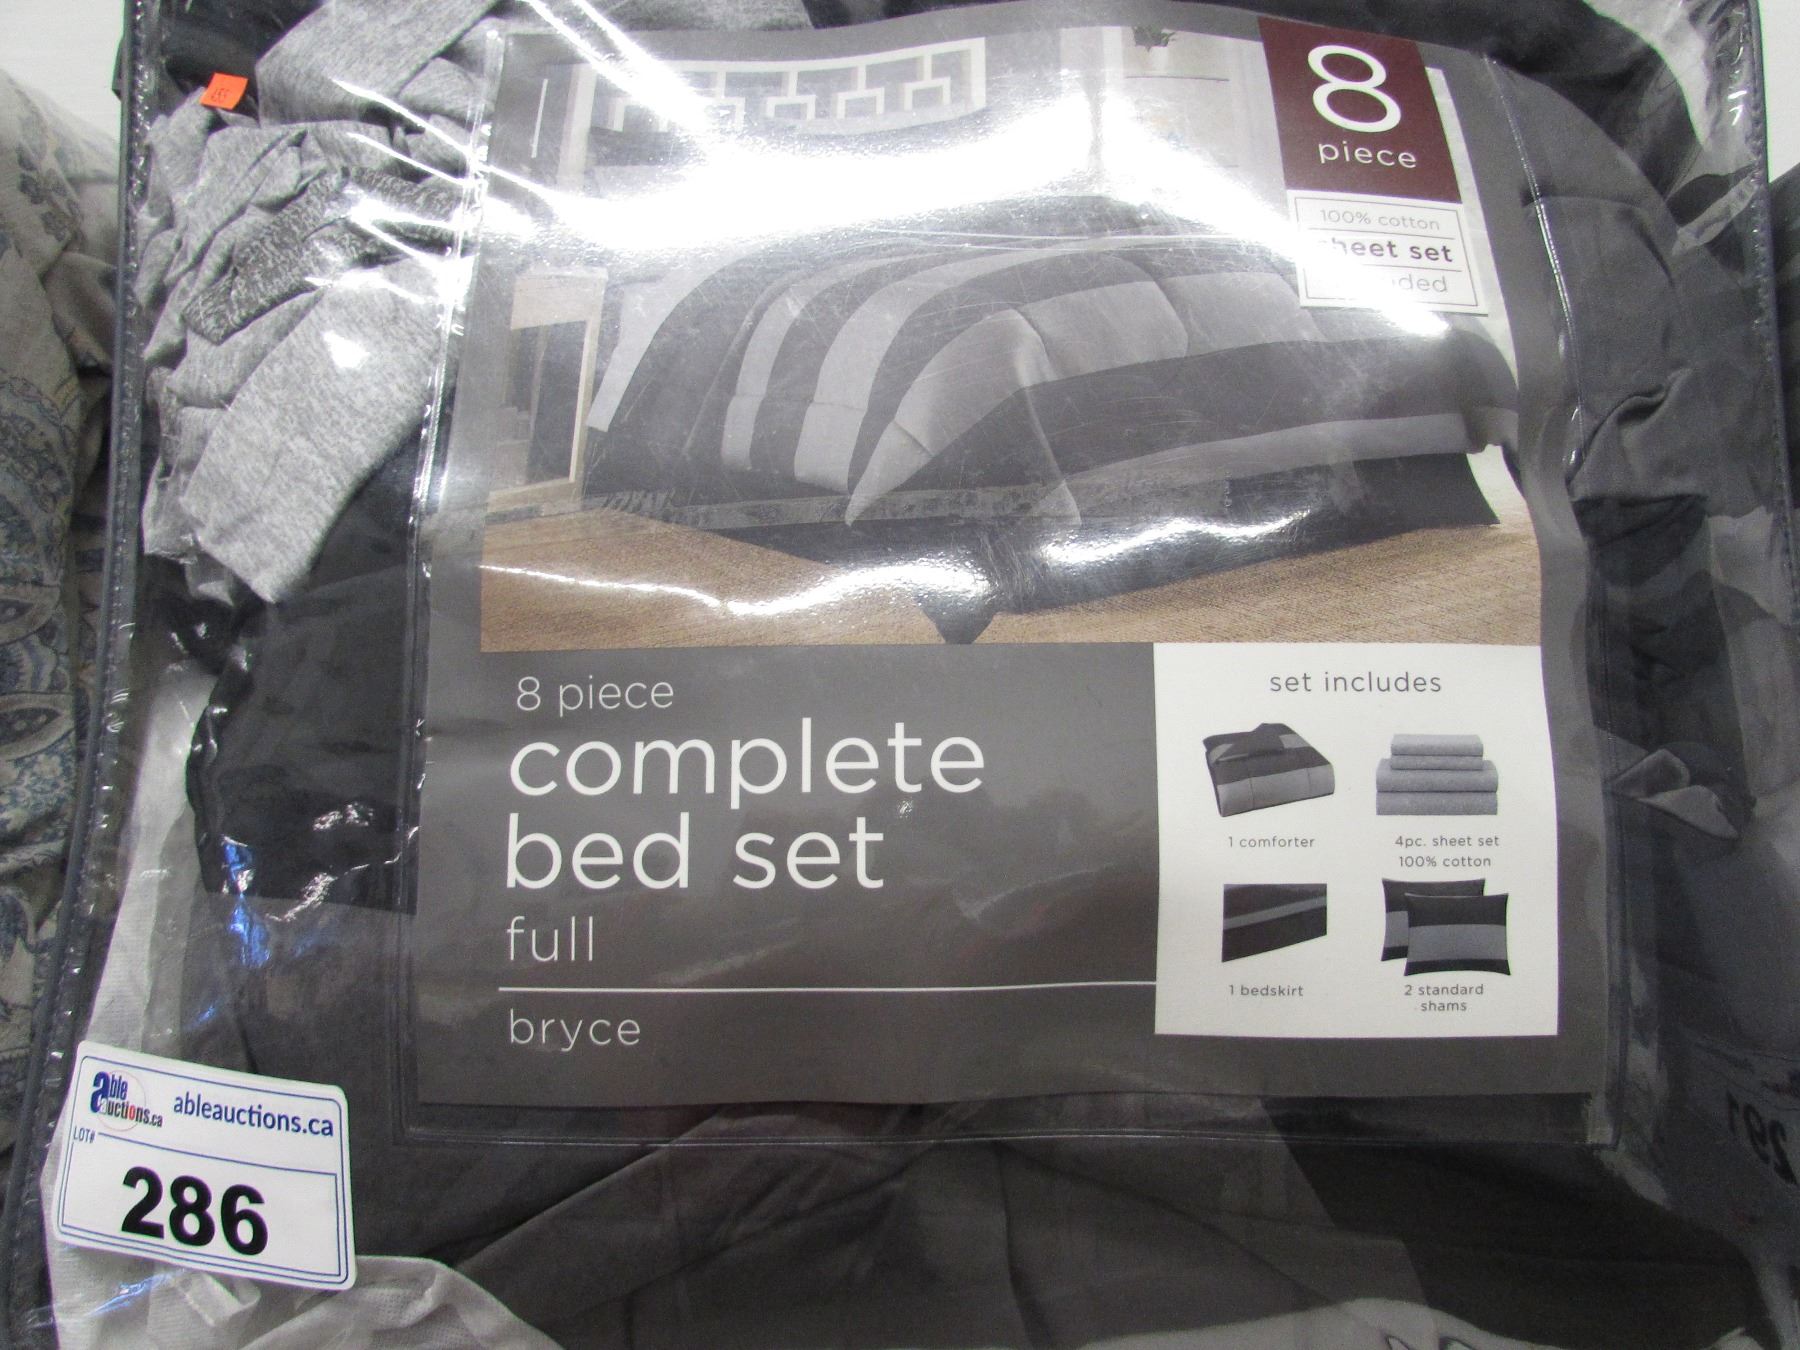 8
piece
100% cotton
sheet set
8 piece
complete
bed set
full
bryce
set includes
1 comforter
4pc. sheet set
100% cotton
1 bedskirt
2 standard
shams
able
auctions.ca
ableauctions.ca
LOT#
286